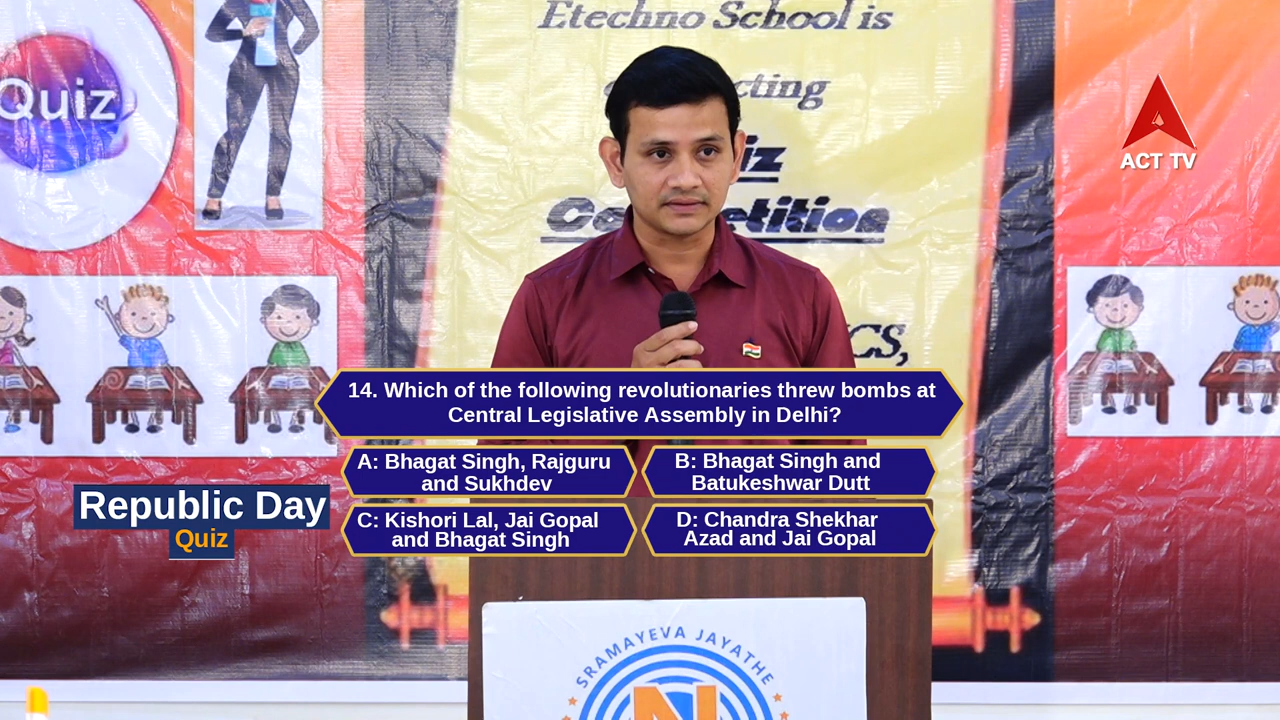 Etechno School is
cting
Quiz
iz
Co petition
CS,
ACT TV
14. Which of the following revolutionaries threw bombs at
Central Legislative Assembly in Delhi?
A: Bhagat Singh, Rajguru
and Sukhdev
B: Bhagat Singh and
Batukeshwar Dutt
C: Kishori Lal, Jai Gopal
and Bhagat Singh
D: Chandra Shekhar
Azad and Jai Gopal
Republic Day
Quiz
SRAMAYEVA JAYATHE
N